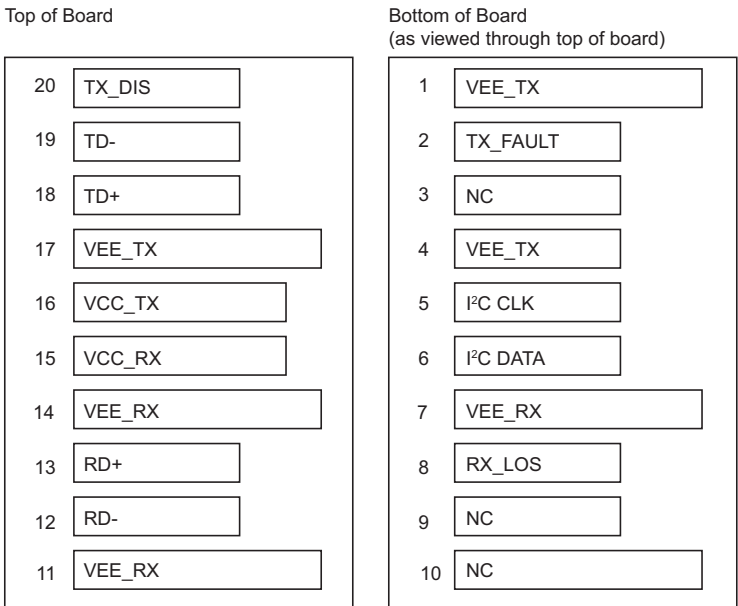 Top of Board
20 TX_DIS
19 TD-
18 TD+
17 VEE_TX
16 VCC_TX
15 VCC_RX
14 VEE_RX
13 RD+
12 RD-
11 VEE_RX
Bottom of Board
(as viewed through top of board)
1 VEE_TX
2 TX_FAULT
3 NC
4 VEE_TX
5 I²C CLK
6 I²C DATA
7 VEE_RX
8 RX_LOS
9 NC
10 NC